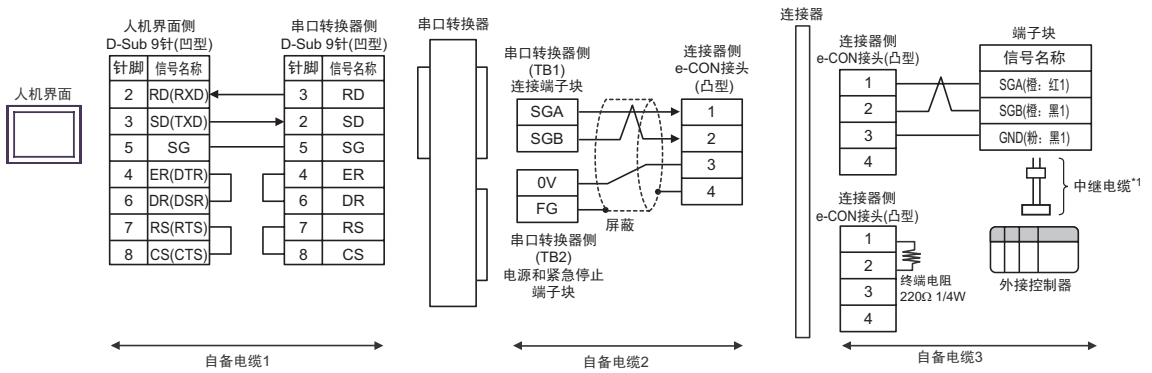 人机界面
人机界面侧
D-Sub 9针(凹型)
针脚 信号名称
2 RD(RXD)
3 SD(TXD)
5 SG
4 ER(DTR)
6 DR(DSR)
7 RS(RTS)
8 CS(CTS)
串口转换器侧
D-Sub 9针(凹型)
针脚 信号名称
3 RD
2 SD
5 SG
4 ER
6 DR
7 RS
8 CS
自备电缆1
串口转换器
串口转换器侧
(TB1)
连接端子块
SGA
SGB
0V
FG
串口转换器侧
(TB2)
电源和紧急停止
端子块
屏蔽
连接器侧
e-CON接头
(凸型)
1
2
3
4
自备电缆2
连接器
连接器侧
e-CON接头(凸型)
1
2
3
4
连接器侧
e-CON接头(凸型)
1
2
3
4
终端电阻
220Ω 1/4W
端子块
信号名称
SGA(橙：红1)
SGB(橙：黑1)
GND(粉：黑1)
中继电缆*1
外接控制器
自备电缆3